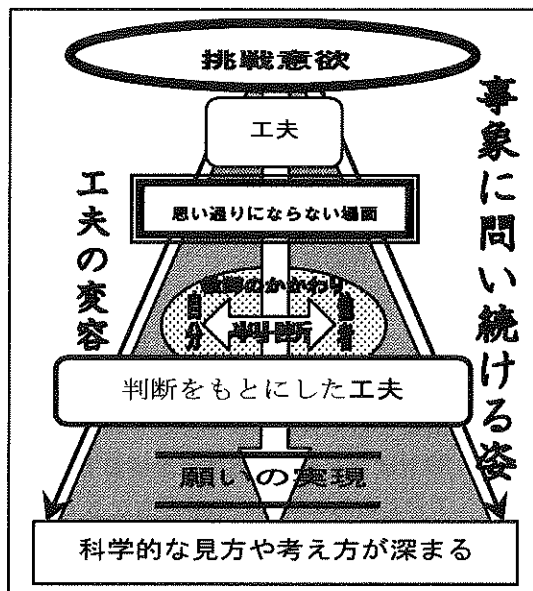 挑戦意欲
工夫
思い通りにならない場面
教師のかかわり
自分
他者
判断をもとにした工夫
願いの実現
科学的な見方や考え方が深まる
工夫の変容
事象に問い続ける姿